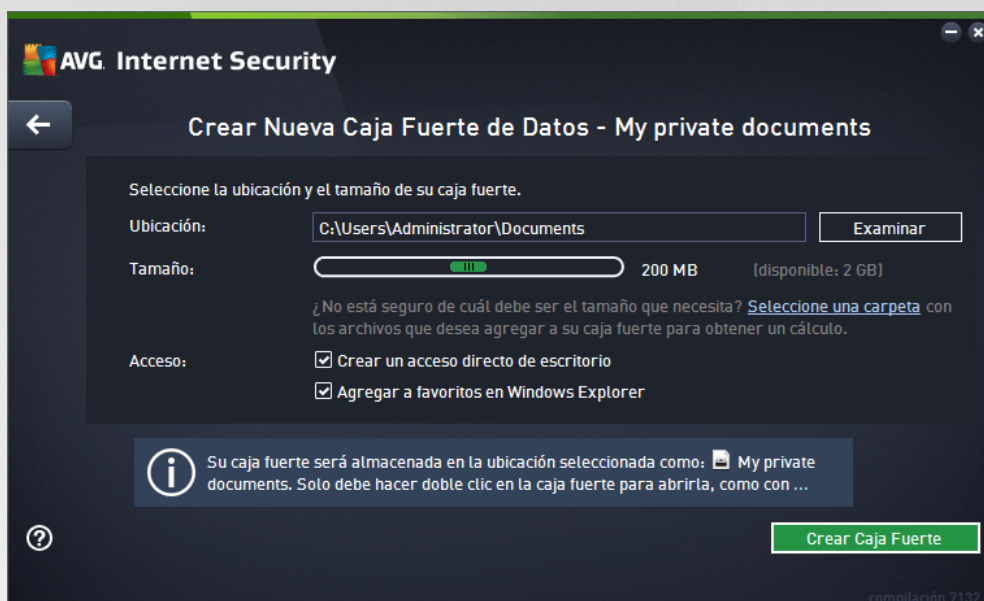 AVG. Internet Security
Crear Nueva Caja Fuerte de Datos - My private documents
Seleccione la ubicación y el tamaño de su caja fuerte.
Ubicación: C:\Users\Administrator\Documents Examinar
Tamaño: 200 MB (disponible: 2 GB)
¿No está seguro de cuál debe ser el tamaño que necesita? Seleccione una carpeta con
los archivos que desea agregar a su caja fuerte para obtener un cálculo.
Acceso: Crear un acceso directo de escritorio
Agregar a favoritos en Windows Explorer
Su caja fuerte será almacenada en la ubicación seleccionada como: My private
documents. Solo debe hacer doble clic en la caja fuerte para abrirla, como con ...
Crear Caja Fuerte
compilación 7132